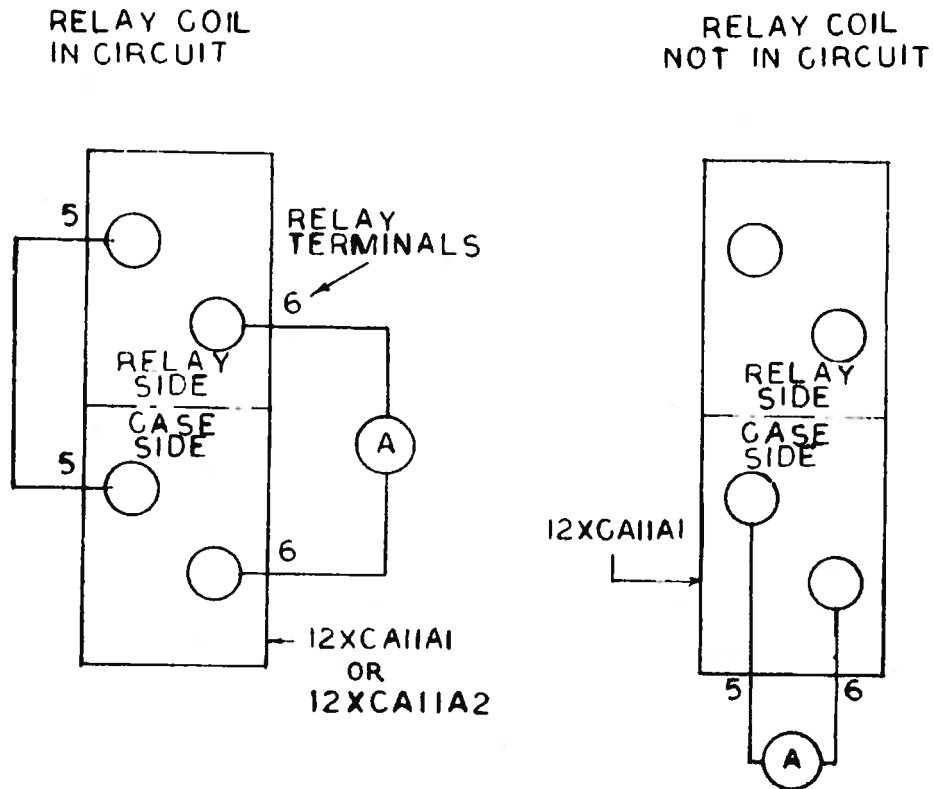 RELAY COIL
IN CIRCUIT
5
RELAY
TERMINALS
6
RELAY
SIDE
CASE
SIDE
5
A
6
12XCA11A1
OR
12XCA11A2
RELAY COIL
NOT IN CIRCUIT
RELAY
SIDE
CASE
SIDE
12XCA11A1
5
6
A